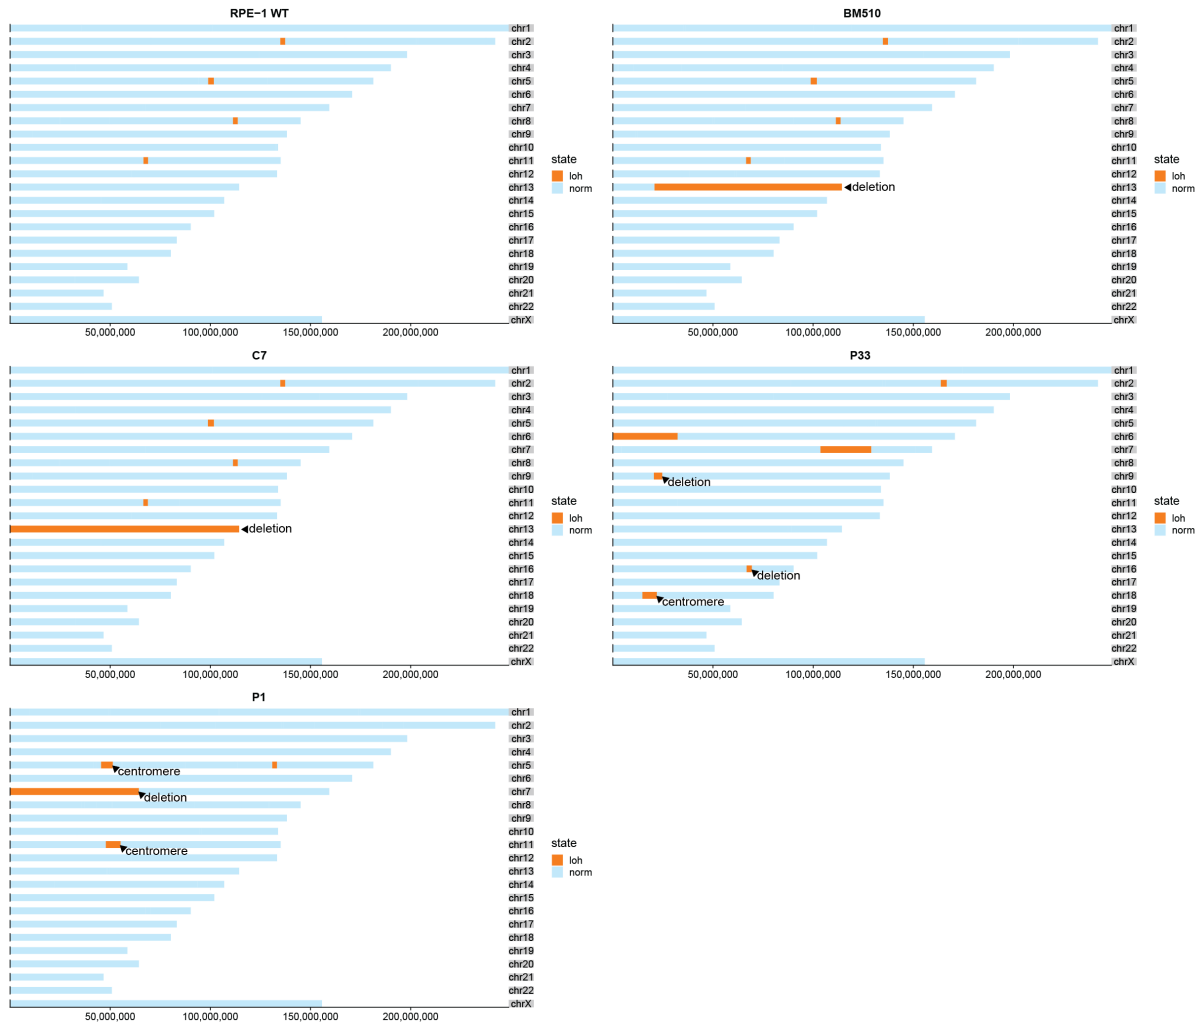 RPE−1 WT
chr1
chr2
chr3
chr4
chr5
chr6
chr7
chr8
chr9
chr10
chr11
chr12
chr13
chr14
chr15
chr16
chr17
chr18
chr19
chr20
chr21
chr22
chrX
50,000,000 100,000,000 150,000,000 200,000,000
state
loh
norm
BM510
chr1
chr2
chr3
chr4
chr5
chr6
chr7
chr8
chr9
chr10
chr11
chr12
deletion chr13
chr14
chr15
chr16
chr17
chr18
chr19
chr20
chr21
chr22
chrX
50,000,000 100,000,000 150,000,000 200,000,000
state
loh
norm
C7
chr1
chr2
chr3
chr4
chr5
chr6
chr7
chr8
chr9
chr10
chr11
chr12
deletion chr13
chr14
chr15
chr16
chr17
chr18
chr19
chr20
chr21
chr22
chrX
50,000,000 100,000,000 150,000,000 200,000,000
state
loh
norm
P33
chr1
chr2
chr3
chr4
chr5
chr6
chr7
chr8
chr9
deletion
chr10
chr11
chr12
chr13
chr14
chr15
chr16
deletion
chr17
chr18
centromere
chr19
chr20
chr21
chr22
chrX
50,000,000 100,000,000 150,000,000 200,000,000
state
loh
norm
P1
chr1
chr2
chr3
chr4
chr5
centromere
chr6
chr7
deletion
chr8
chr9
chr10
chr11
centromere
chr12
chr13
chr14
chr15
chr16
chr17
chr18
chr19
chr20
chr21
chr22
chrX
50,000,000 100,000,000 150,000,000 200,000,000
state
loh
norm